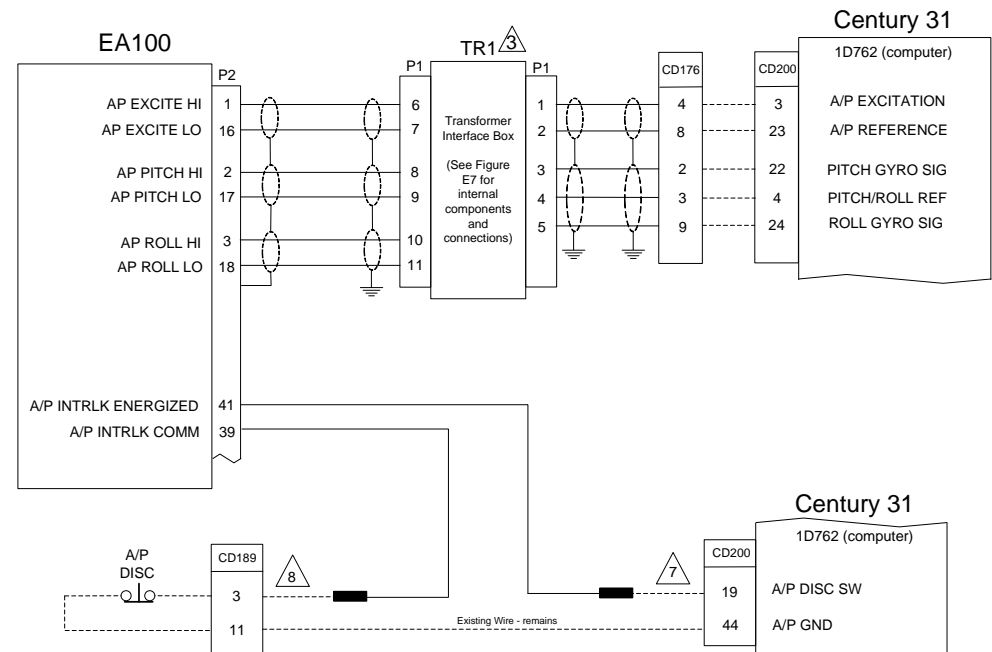 Century 31
EA100
TR1
3
1D762 (computer)
P2
P1
P1
CD176
CD200
AP EXCITE HI 1 6 1 4 3 A/P EXCITATION
AP EXCITE LO 16 7 2 8 23 A/P REFERENCE
Transformer
Interface Box
(See Figure
E7 for
internal
components
and
connections)
AP PITCH HI 2 8 3 2 22 PITCH GYRO SIG
AP PITCH LO 17 9 4 3 4 PITCH/ROLL REF
AP ROLL HI 3 10 5 9 24 ROLL GYRO SIG
AP ROLL LO 18 11
A/P INTRLK ENERGIZED 41
A/P INTRLK COMM 39
Century 31
1D762 (computer)
A/P
DISC
CD189
8
7
CD200
3
19 A/P DISC SW
11
Existing Wire - remains
44 A/P GND